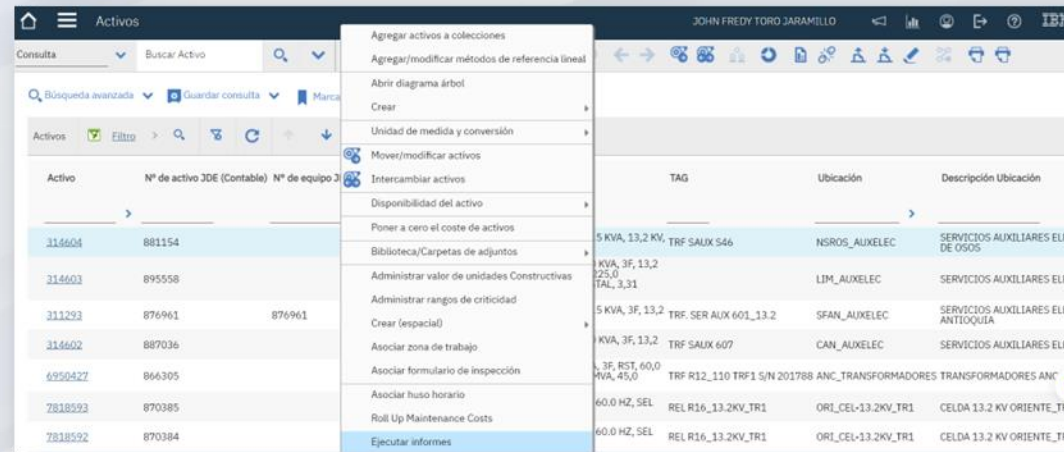 Activos
JOHN FREDY TORO JARAMILLO
IB
Consulta
Buscar Activo
Búsqueda avanzada
Guardar consulta
Marca
Activos
Filtro
Agregar activos a colecciones
Agregar/modificar métodos de referencia lineal
Abrir diagrama árbol
Crear
Unidad de medida y conversión
Mover/modificar activos
Intercambiar activos
Disponibilidad del activo
Poner a cero el coste de activos
Biblioteca/Carpetas de adjuntos
Administrar valor de unidades Constructivas
Administrar rangos de criticidad
Crear (espacial)
Asociar zona de trabajo
Asociar formulario de inspección
Asociar huso horario
Roll Up Maintenance Costs
Ejecutar informes
Activo Nº de activo JDE (Contable) Nº de equipo J TAG Ubicación Descripción Ubicación
314604 881154 5 KVA, 13,2 KV, TRF SAUX S46 NSROS_AUXELEC SERVICIOS AUXILIARES EL
DE OSOS
314603 895558 KVA, 3F, 13,2
225,0
TAL, 3,31 LIM_AUXELEC SERVICIOS AUXILIARES EL
311293 876961 876961 5 KVA, 3F, 13,2 TRF. SER AUX 601_13.2 SFAN_AUXELEC SERVICIOS AUXILIARES EL
ANTIOQUIA
314602 887036 KVA, 3F, 13,2 TRF SAUX 607 CAN_AUXELEC SERVICIOS AUXILIARES EL
6950427 866305 , 3F, RST, 60,0
MVA, 45,0 TRF R12_110 TRF1 S/N 201788 ANC_TRANSFORMADORES TRANSFORMADORES ANC
7818593 870385 60.0 HZ, SEL REL R16_13.2KV_TR1 ORI_CEL-13.2KV_TR1 CELDA 13.2 KV ORIENTE_T
7818592 870384 60.0 HZ, SEL REL R16_13.2KV_TR1 ORI_CEL-13.2KV_TR1 CELDA 13.2 KV ORIENTE_T